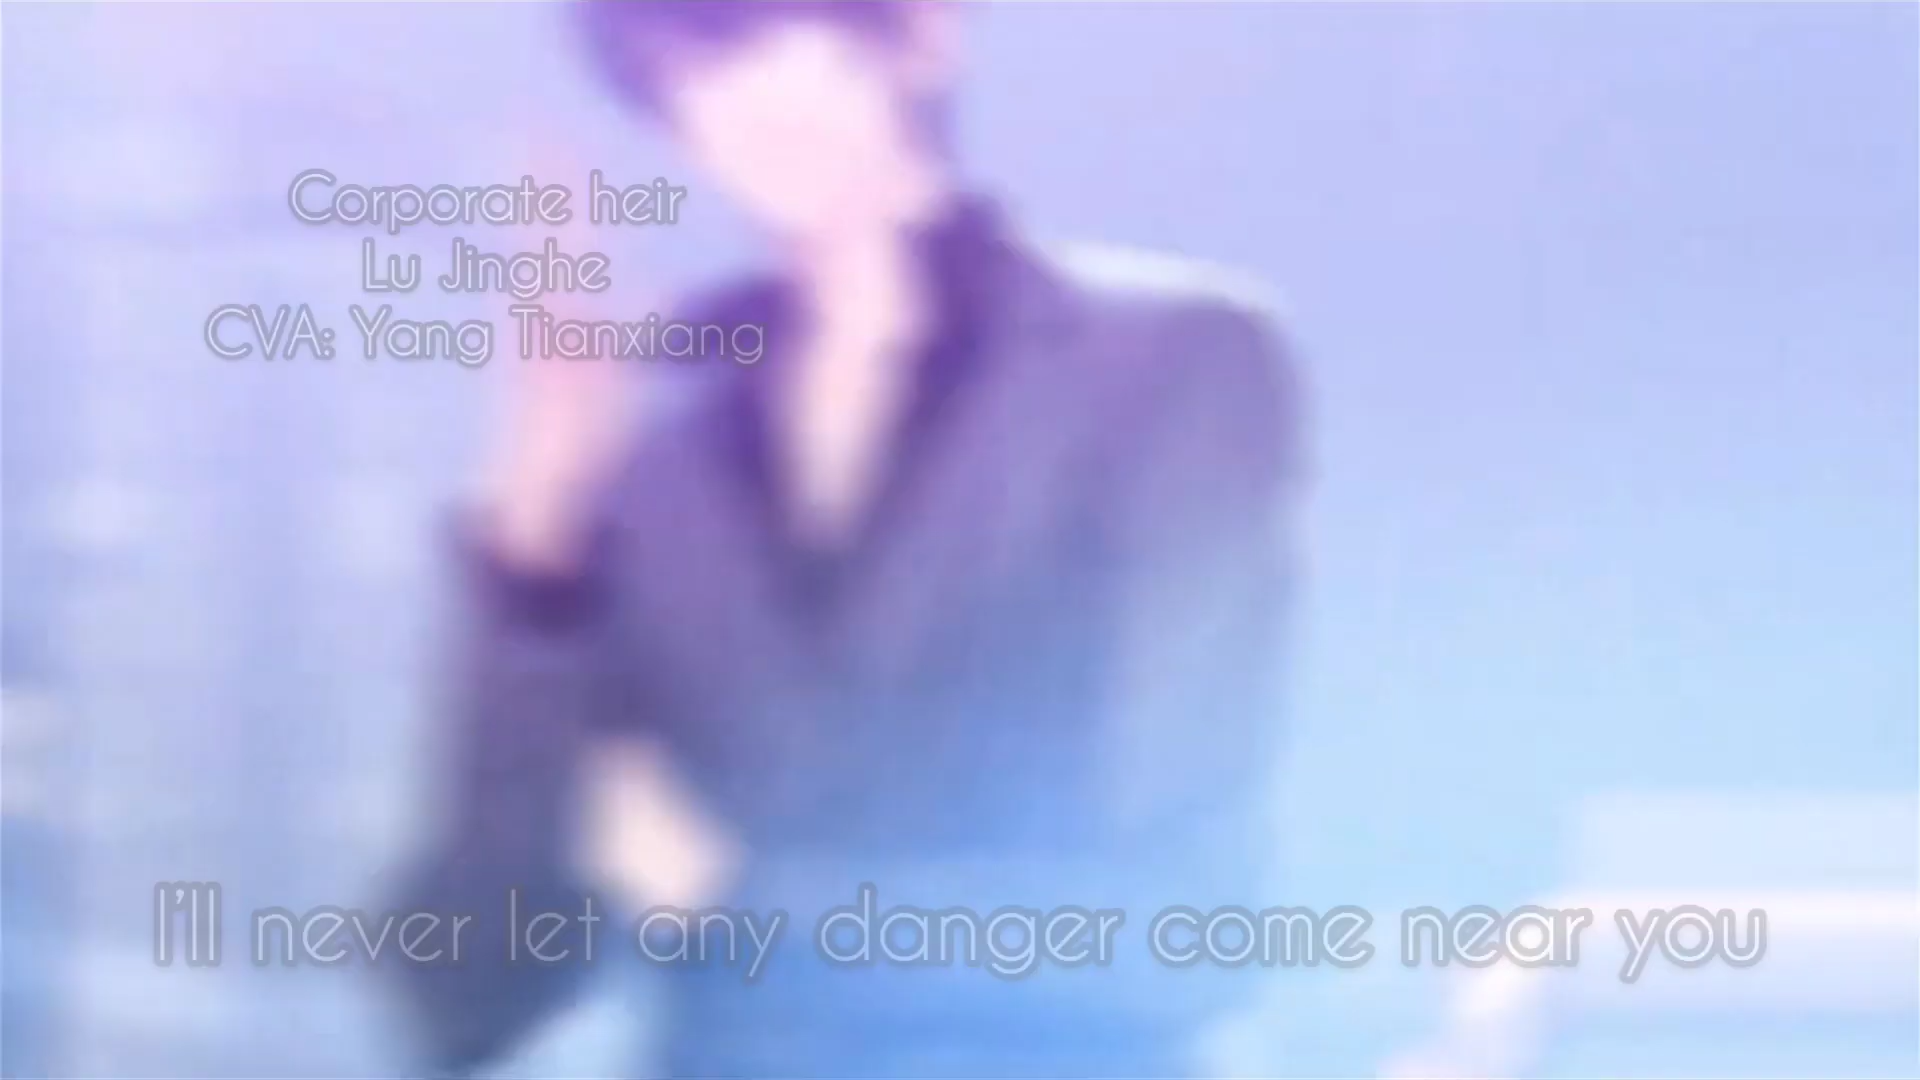 Corporate heir
Lu Jinghe
CVA: Yang Tianxiang
I'll never let any danger come near you